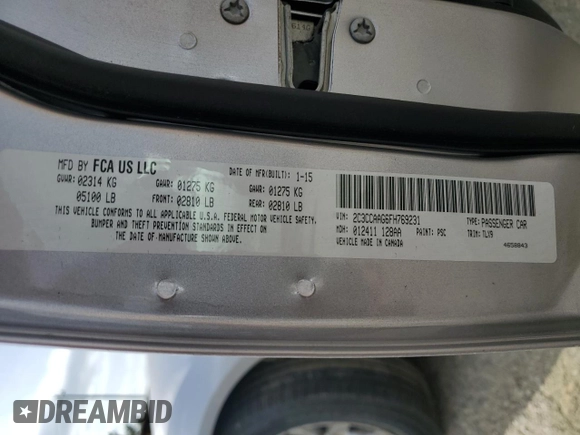 MFD BY FCA US LLC DATE OF MFR(BUILT): 1-15
GVWR: 02314 KG GAWR: 01275 KG GAWR: 01275 KG
05100 LB FRONT: 02810 LB REAR: 02810 LB
THIS VEHICLE CONFORMS TO ALL APPLICABLE U.S.A. FEDERAL MOTOR VEHICLE SAFETY,
BUMPER AND THEFT PREVENTION STANDARDS IN EFFECT ON
THE DATE OF MANUFACTURE SHOWN ABOVE.
VIN: 2C3CCAAG6FH769231 TYPE: PASSENGER CAR
MDH: 012411 128AA PAINT: PSC TRIM: TLV9
VEHICLE MADE IN CANADA 4658843
DREAMBID